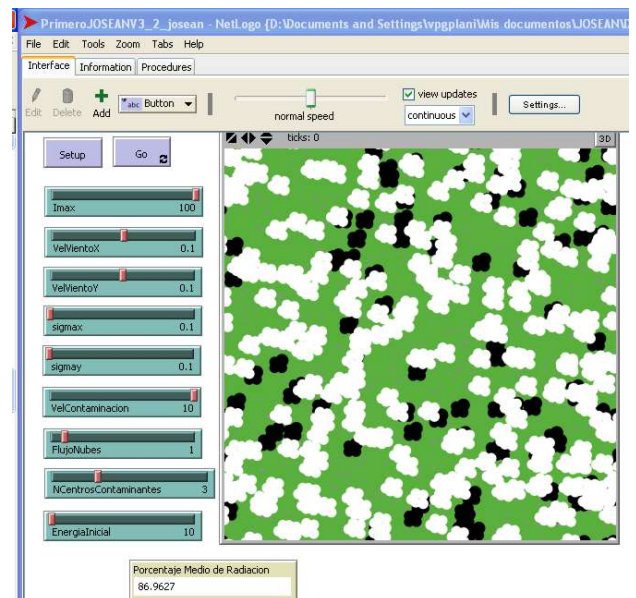 PrimeroJOSEANV3_2_josean - NetLogo {D:\Documents and Settings\vpgplani\Mis documentos\JOSEAN\D
File Edit Tools Zoom Tabs Help
Interface Information Procedures
Edit Delete Add abc Button normal speed view updates continuous Settings...
ticks: 0 3D
Setup Go
Imax 100
VelVientoX 0.1
VelVientoY 0.1
sigmax 0.1
sigmay 0.1
VelContaminacion 10
FlujoNubes 1
NCentrosContaminantes 3
EnergiaInicial 10
Porcentaje Medio de Radiacion
86.9627